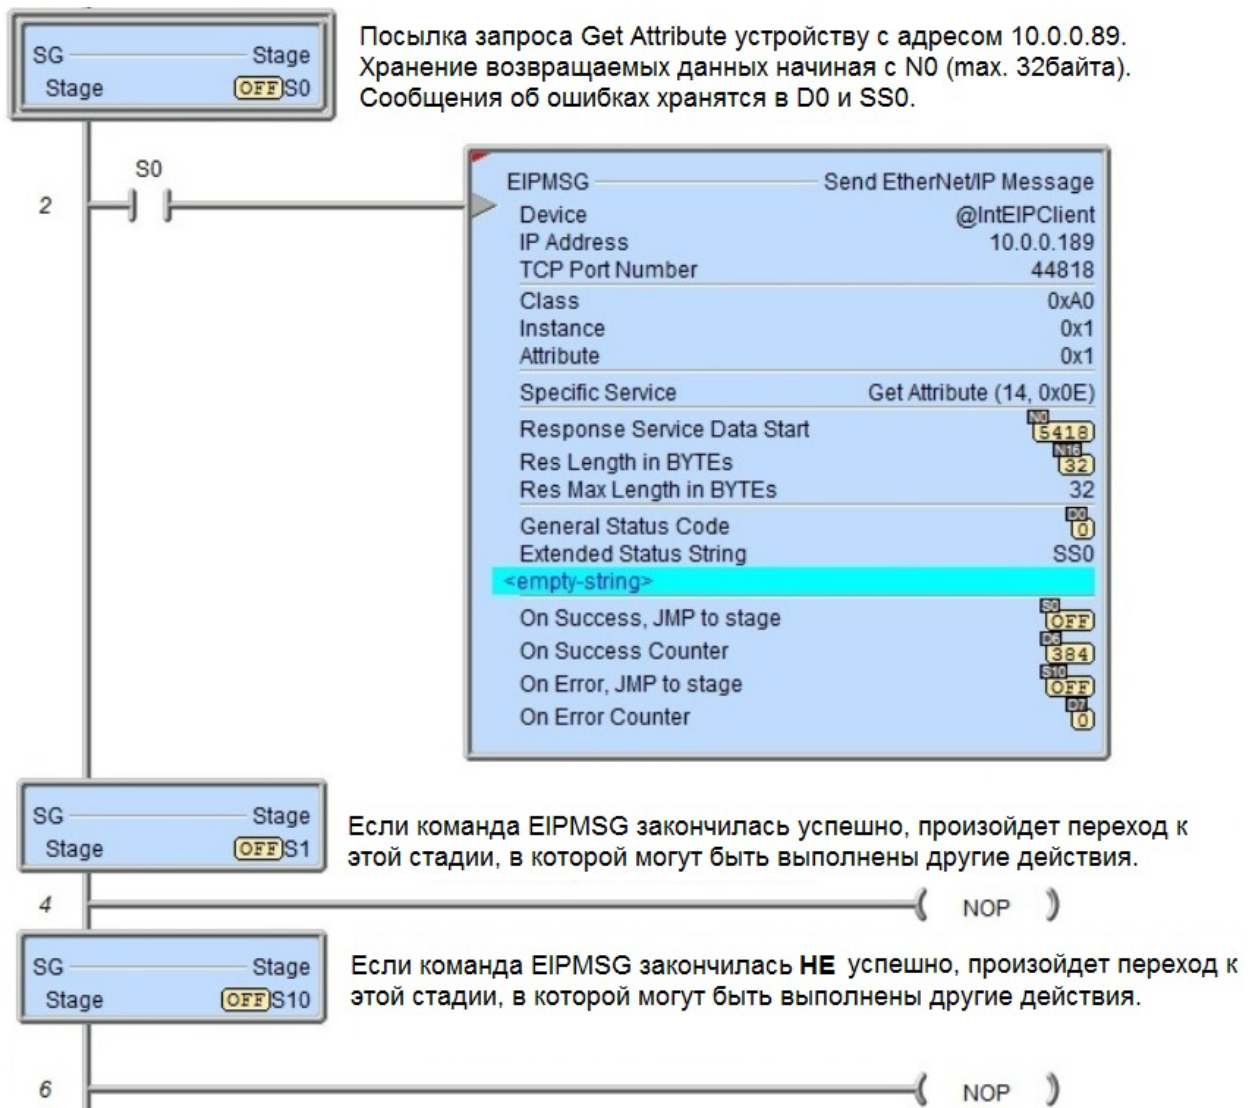 SG Stage
Stage OFF S0
Посылка запроса Get Attribute устройству с адресом 10.0.0.89.
Хранение возвращаемых данных начиная с N0 (max. 32байта).
Сообщения об ошибках хранятся в D0 и SS0.
S0
2
EIPMSG Send EtherNet/IP Message
Device @IntEIPClient
IP Address 10.0.0.189
TCP Port Number 44818
Class 0xA0
Instance 0x1
Attribute 0x1
Specific Service Get Attribute (14, 0x0E)
Response Service Data Start N0 5418
Res Length in BYTEs N16 32
Res Max Length in BYTEs 32
General Status Code D0 0
Extended Status String SS0
<empty-string>
On Success, JMP to stage S0 OFF
On Success Counter D6 384
On Error, JMP to stage S10 OFF
On Error Counter D7 0
SG Stage
Stage OFF S1
Если команда EIPMSG закончилась успешно, произойдет переход к
этой стадии, в которой могут быть выполнены другие действия.
4
NOP
SG Stage
Stage OFF S10
Если команда EIPMSG закончилась НЕ успешно, произойдет переход к
этой стадии, в которой могут быть выполнены другие действия.
6
NOP